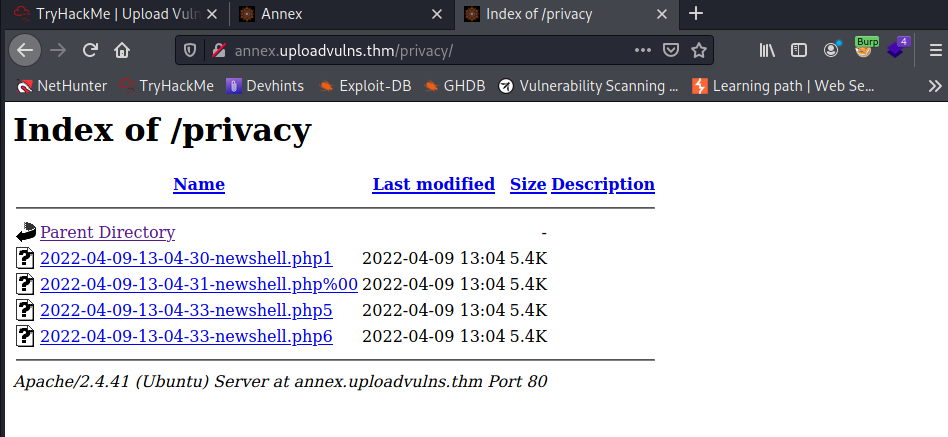 TryHackMe | Upload Vuln
Annex
Index of /privacy
annex.uploadvulns.thm/privacy/
Burp
4
NetHunter
TryHackMe
Devhints
Exploit-DB
GHDB
Vulnerability Scanning ...
Learning path | Web Se...
Index of /privacy
Name Last modified Size Description
Parent Directory -
2022-04-09-13-04-30-newshell.php1 2022-04-09 13:04 5.4K
2022-04-09-13-04-31-newshell.php%00 2022-04-09 13:04 5.4K
2022-04-09-13-04-33-newshell.php5 2022-04-09 13:04 5.4K
2022-04-09-13-04-33-newshell.php6 2022-04-09 13:04 5.4K
Apache/2.4.41 (Ubuntu) Server at annex.uploadvulns.thm Port 80